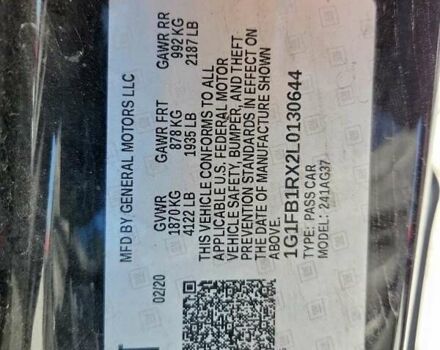 MFD BY GENERAL MOTORS LLC
02/20 GVWR GAWR FRT GAWR RR
1870 KG 878 KG 992 KG
4122 LB 1935 LB 2187 LB
THIS VEHICLE CONFORMS TO ALL
APPLICABLE U.S. FEDERAL MOTOR
VEHICLE SAFETY, BUMPER, AND THEFT
PREVENTION STANDARDS IN EFFECT ON
THE DATE OF MANUFACTURE SHOWN
ABOVE.
1G1FB1RX2L0130644
TYPE: PASS CAR
MODEL: 241AG37